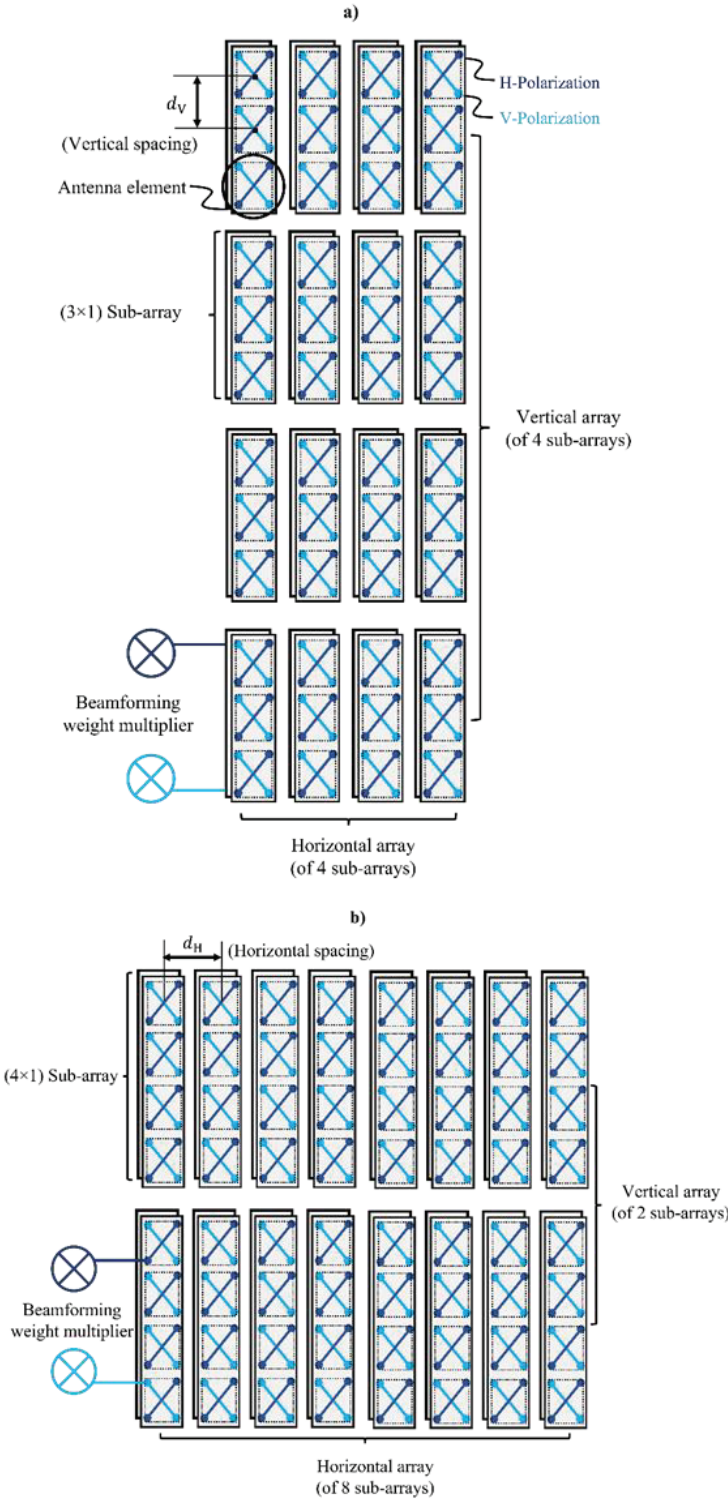 a)
H-Polarization
d_V
V-Polarization
(Vertical spacing)
Antenna element
(3×1) Sub-array
Vertical array
(of 4 sub-arrays)
Beamforming
weight multiplier
Horizontal array
(of 4 sub-arrays)
b)
d_H
(Horizontal spacing)
(4×1) Sub-array
Vertical array
(of 2 sub-arrays)
Beamforming
weight multiplier
Horizontal array
(of 8 sub-arrays)